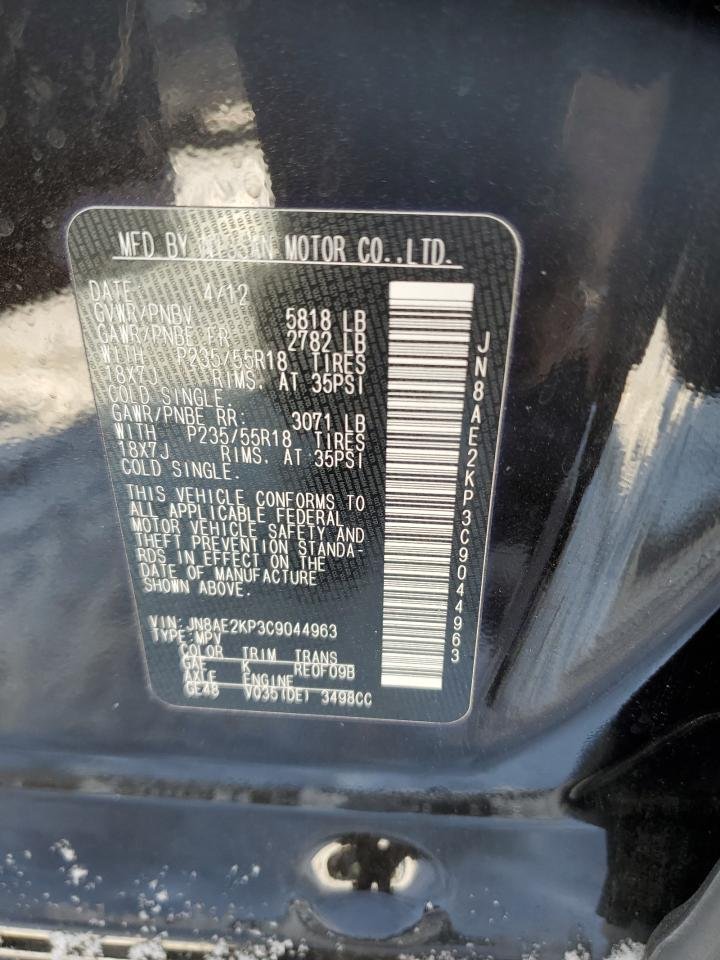 MFD BY NISSAN MOTOR CO.,LTD.
DATE 4/12
GVWR/PNBV 5818 LB
GAWR/PNBE FR 2782 LB
WITH P235/55R18 TIRES
18X7J RIMS. AT 35PSI
COLD SINGLE.
GAWR/PNBE RR: 3071 LB
WITH P235/55R18 TIRES
18X7J RIMS. AT 35PSI
COLD SINGLE.
THIS VEHICLE CONFORMS TO
ALL APPLICABLE FEDERAL
MOTOR VEHICLE SAFETY AND
THEFT PREVENTION STANDA-
RDS IN EFFECT ON THE
DATE OF MANUFACTURE
SHOWN ABOVE.
VIN: JN8AE2KP3C9044963
TYPE:MPV
COLOR TRIM TRANS
GAE K RE0F09B
AXLE ENGINE
GE48 VQ35(DE) 3498CC
JN8AE2KP3C9044963